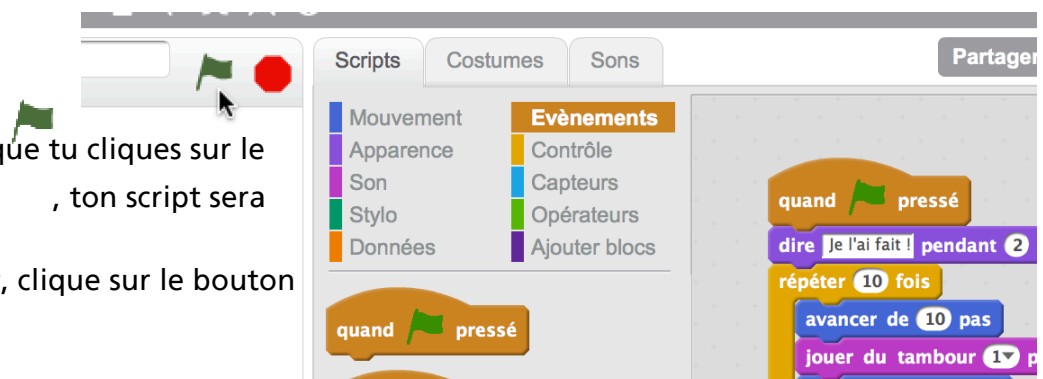 que tu cliques sur le
, ton script sera
, clique sur le bouton
Scripts
Costumes
Sons
Partager
Mouvement
Evènements
Apparence
Contrôle
Son
Capteurs
Stylo
Opérateurs
Données
Ajouter blocs
quand pressé
quand pressé
dire Je l'ai fait ! pendant 2
répéter 10 fois
avancer de 10 pas
jouer du tambour 1 p